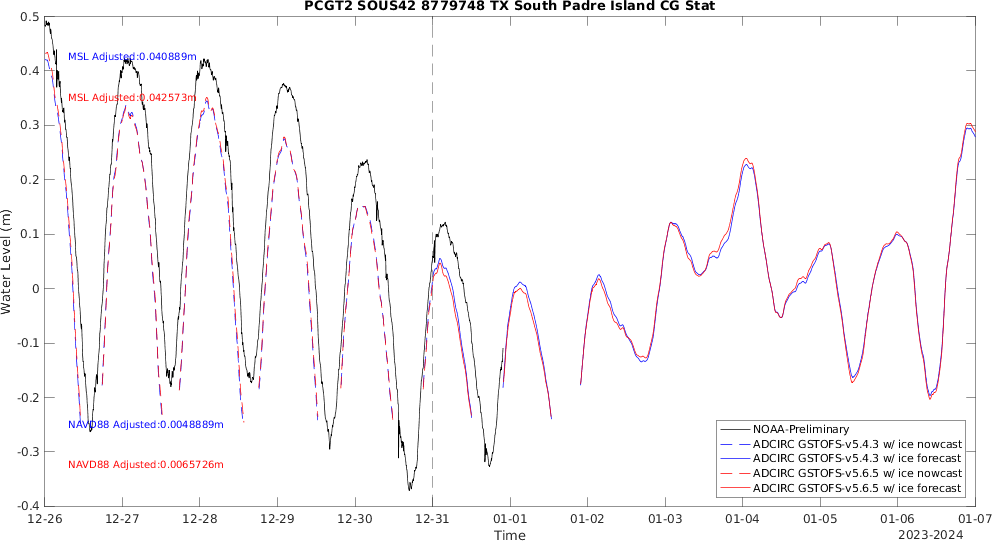 PCGT2 SOUS42 8779748 TX South Padre Island CG Stat
0.5
0.4
0.3
0.2
0.1
0
-0.1
-0.2
-0.3
-0.4
Water Level (m)
MSL Adjusted:0.040889m
MSL Adjusted:0.042573m
NAVD88 Adjusted:0.0048889m
NAVD88 Adjusted:0.0065726m
NOAA-Preliminary
ADCIRC GSTOFS-v5.4.3 w/ ice nowcast
ADCIRC GSTOFS-v5.4.3 w/ ice forecast
ADCIRC GSTOFS-v5.6.5 w/ ice nowcast
ADCIRC GSTOFS-v5.6.5 w/ ice forecast
12-26 12-27 12-28 12-29 12-30 12-31 01-01 01-02 01-03 01-04 01-05 01-06 01-07
Time
2023-2024